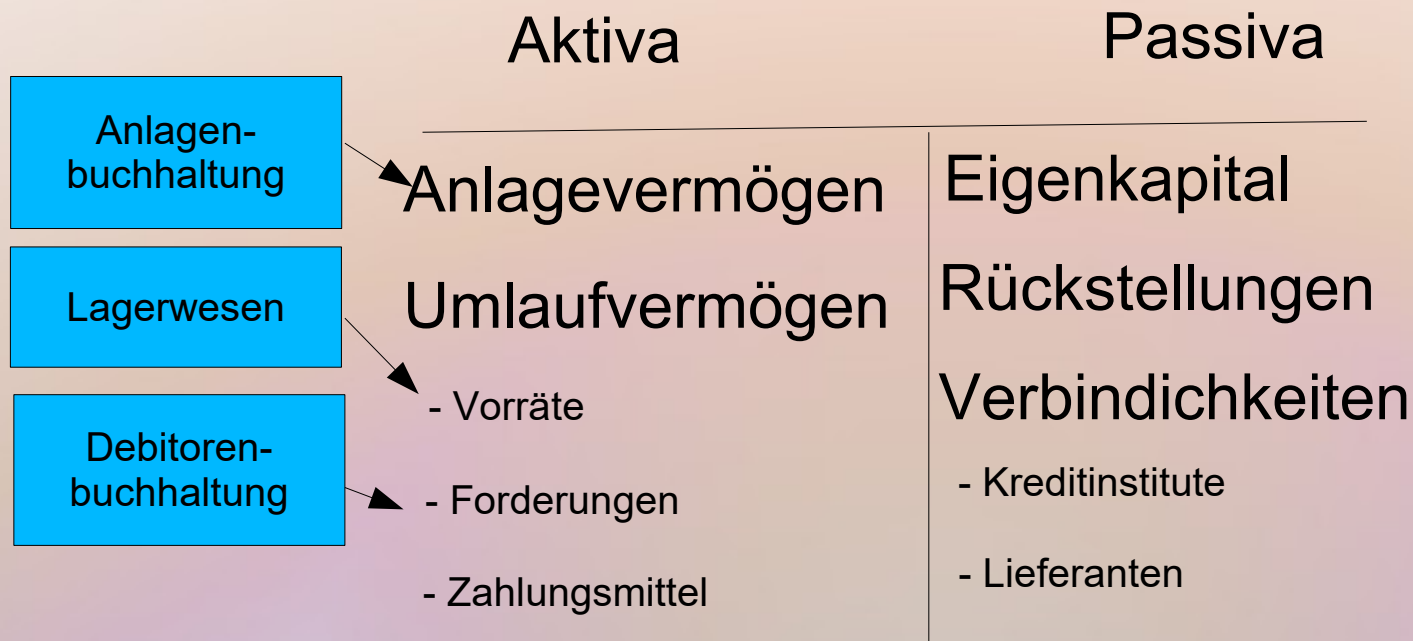 Aktiva
Passiva
Anlagen-
buchhaltung
Lagerwesen
Debitoren-
buchhaltung
Anlagevermögen
Umlaufvermögen
- Vorräte
- Forderungen
- Zahlungsmittel
Eigenkapital
Rückstellungen
Verbindichkeiten
- Kreditinstitute
- Lieferanten